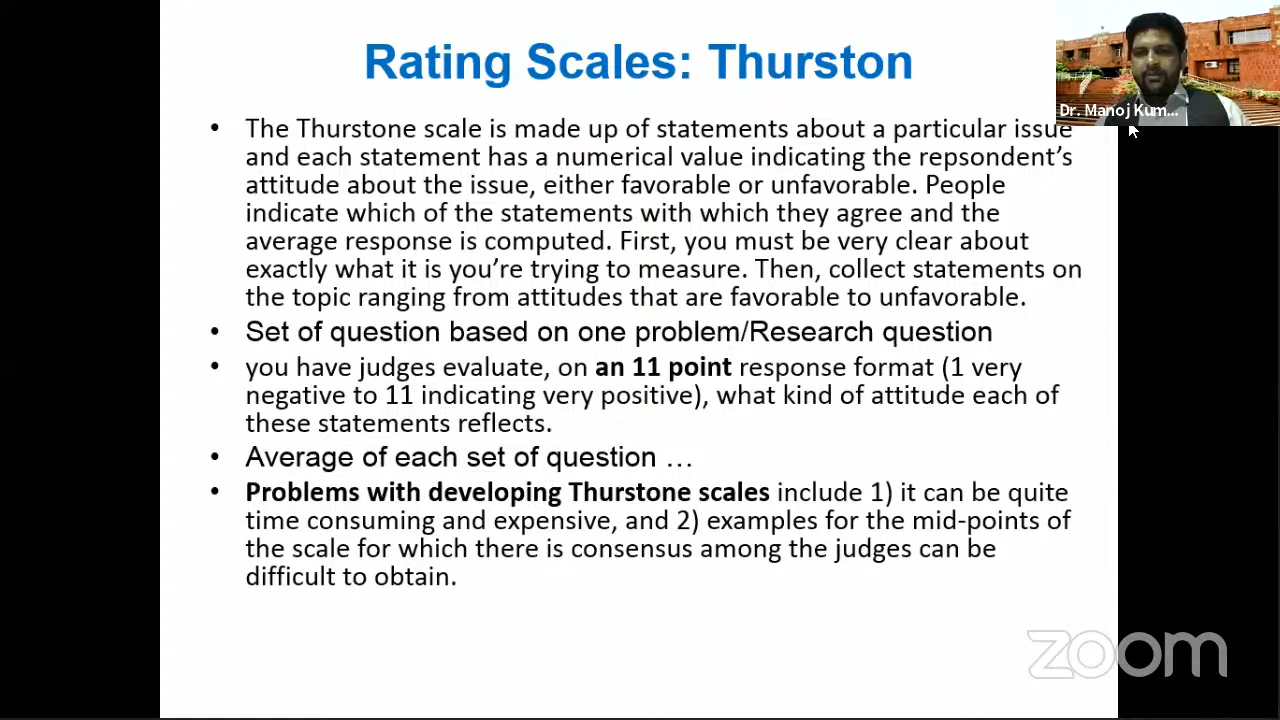 Rating Scales: Thurston
Dr. Manoj Kum...
• The Thurstone scale is made up of statements about a particular issue
and each statement has a numerical value indicating the repsondent's
attitude about the issue, either favorable or unfavorable. People
indicate which of the statements with which they agree and the
average response is computed. First, you must be very clear about
exactly what it is you're trying to measure. Then, collect statements on
the topic ranging from attitudes that are favorable to unfavorable.
• Set of question based on one problem/Research question
• you have judges evaluate, on an 11 point response format (1 very
negative to 11 indicating very positive), what kind of attitude each of
these statements reflects.
• Average of each set of question …
• Problems with developing Thurstone scales include 1) it can be quite
time consuming and expensive, and 2) examples for the mid-points of
the scale for which there is consensus among the judges can be
difficult to obtain.
zoom